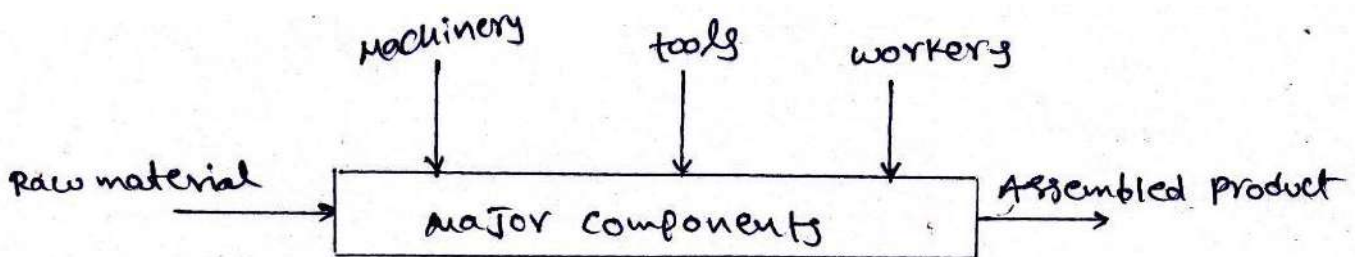 Machinery tools workers
Raw material Assembled product
Major components